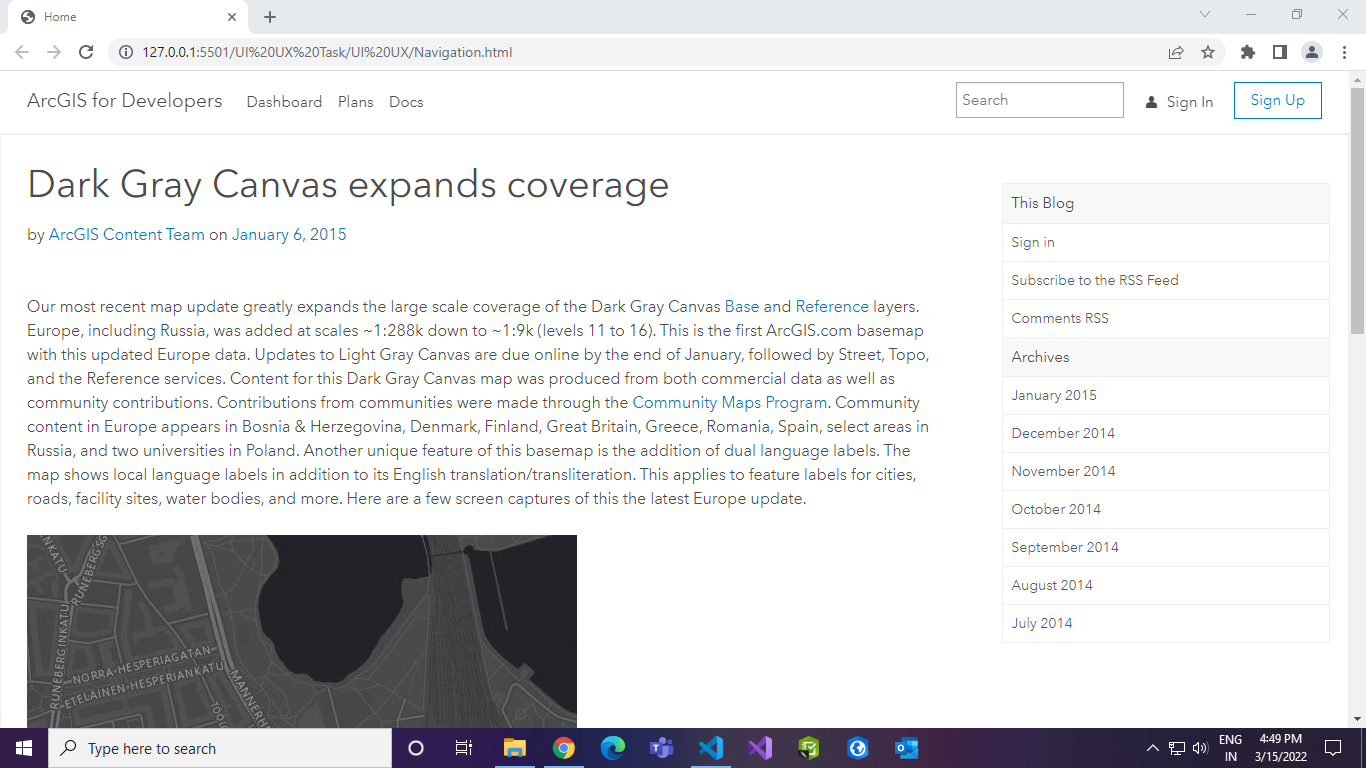 Home
127.0.0.1:5501/UI%20UX%20Task/UI%20UX/Navigation.html
ArcGIS for Developers Dashboard Plans Docs Search Sign In Sign Up
Dark Gray Canvas expands coverage
by ArcGIS Content Team on January 6, 2015
Our most recent map update greatly expands the large scale coverage of the Dark Gray Canvas Base and Reference layers.
Europe, including Russia, was added at scales ~1:288k down to ~1:9k (levels 11 to 16). This is the first ArcGIS.com basemap
with this updated Europe data. Updates to Light Gray Canvas are due online by the end of January, followed by Street, Topo,
and the Reference services. Content for this Dark Gray Canvas map was produced from both commercial data as well as
community contributions. Contributions from communities were made through the Community Maps Program. Community
content in Europe appears in Bosnia & Herzegovina, Denmark, Finland, Great Britain, Greece, Romania, Spain, select areas in
Russia, and two universities in Poland. Another unique feature of this basemap is the addition of dual language labels. The
map shows local language labels in addition to its English translation/transliteration. This applies to feature labels for cities,
roads, facility sites, water bodies, and more. Here are a few screen captures of this the latest Europe update.
RUNEBERGINKATU
NORRA-HESPERIAGATAN
ETELÄINEN-HESPERIANKATU
This Blog
Sign in
Subscribe to the RSS Feed
Comments RSS
Archives
January 2015
December 2014
November 2014
October 2014
September 2014
August 2014
July 2014
Type here to search
ENG
IN
4:49 PM
3/15/2022